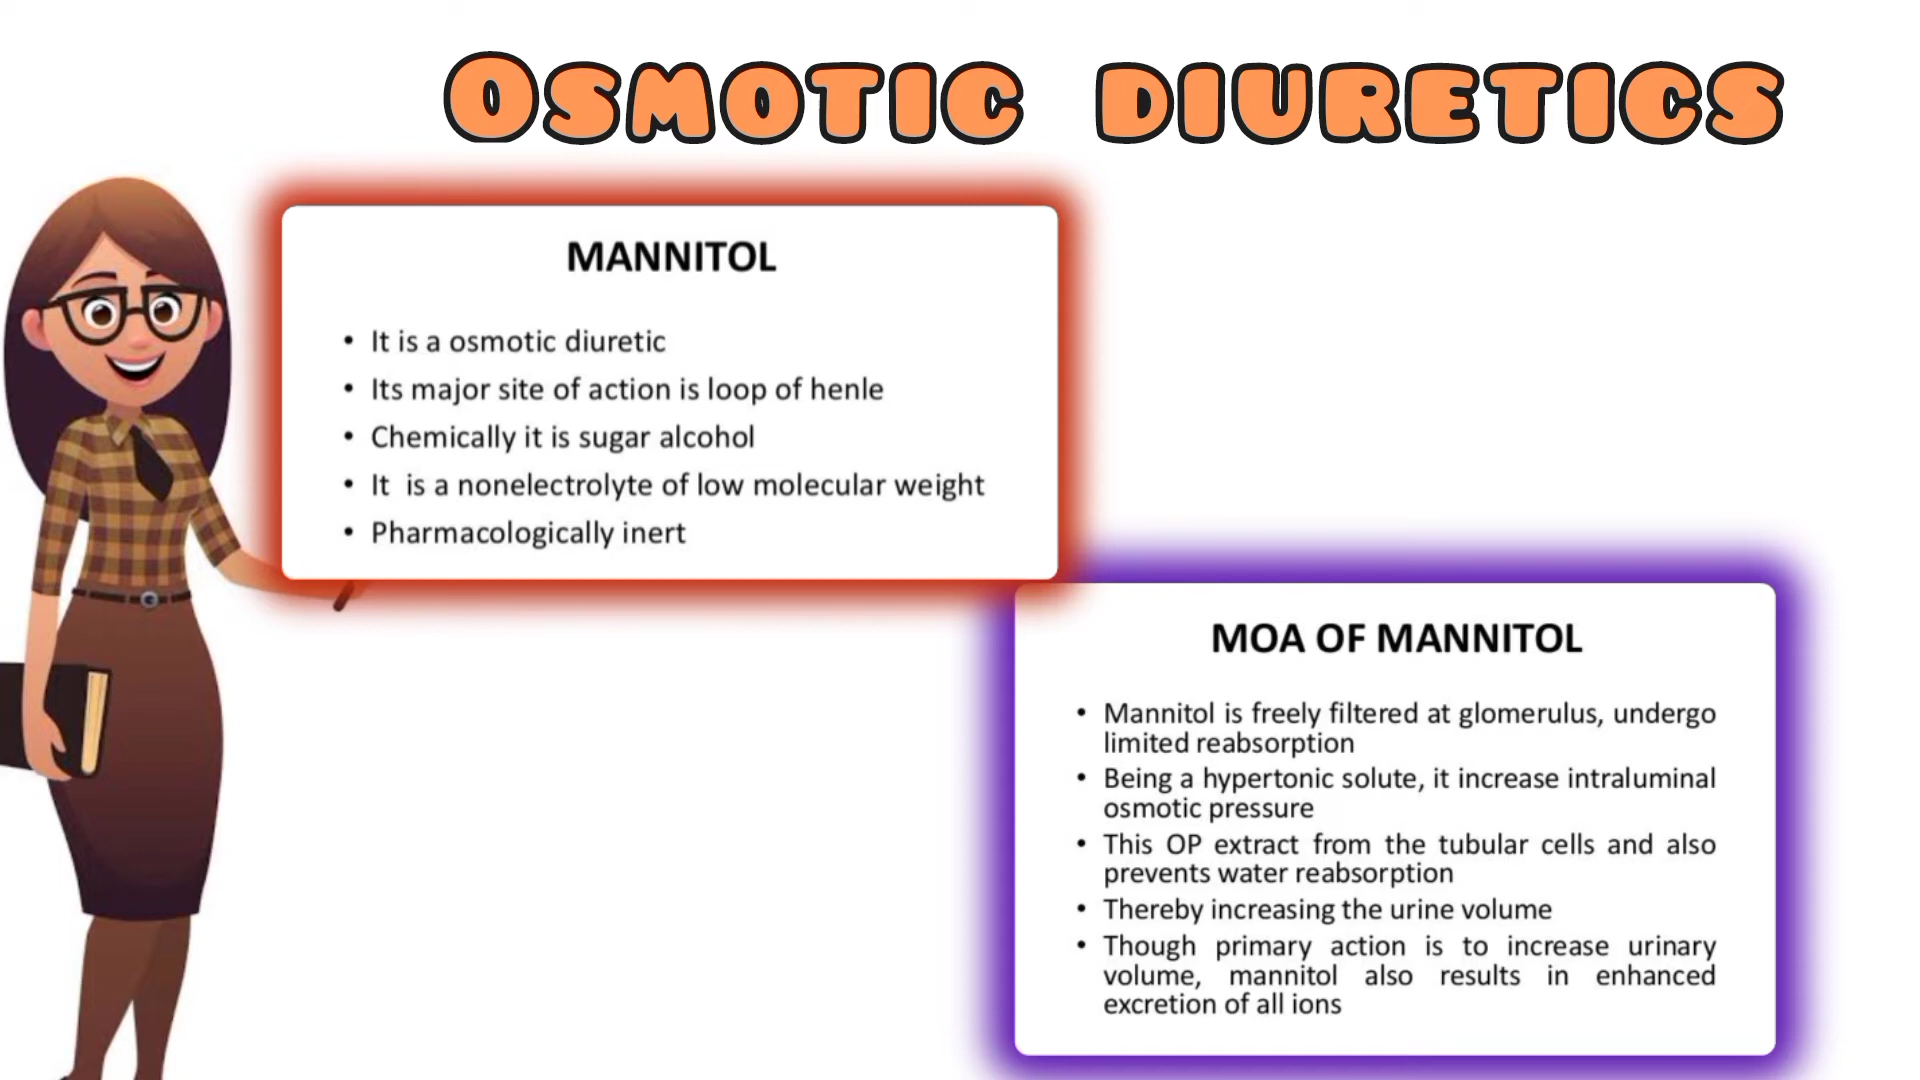 Osmotic diuretics
MANNITOL
• It is a osmotic diuretic
• Its major site of action is loop of henle
• Chemically it is sugar alcohol
• It is a nonelectrolyte of low molecular weight
• Pharmacologically inert
MOA OF MANNITOL
• Mannitol is freely filtered at glomerulus, undergo
limited reabsorption
• Being a hypertonic solute, it increase intraluminal
osmotic pressure
• This OP extract from the tubular cells and also
prevents water reabsorption
• Thereby increasing the urine volume
• Though primary action is to increase urinary
volume, mannitol also results in enhanced
excretion of all ions